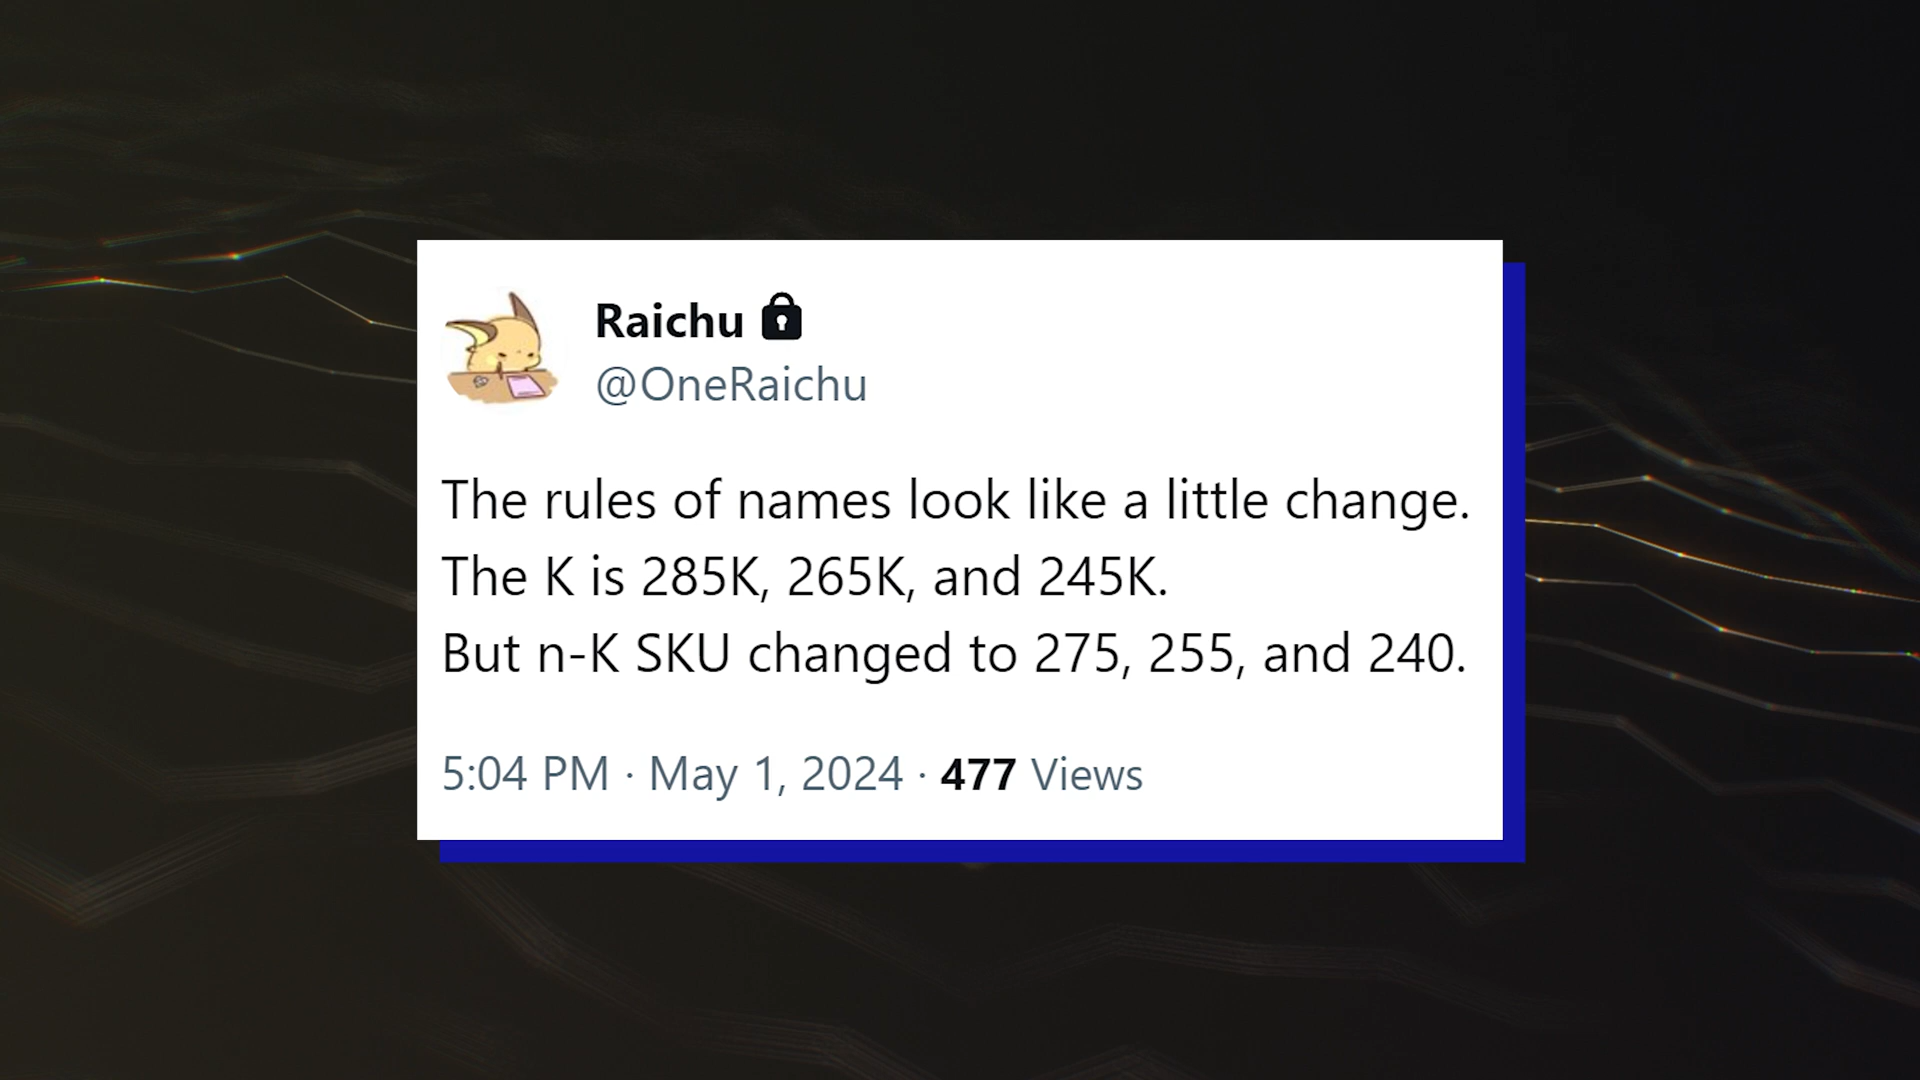 Raichu
@OneRaichu
The rules of names look like a little change.
The K is 285K, 265K, and 245K.
But n-K SKU changed to 275, 255, and 240.
5:04 PM · May 1, 2024 · 477 Views